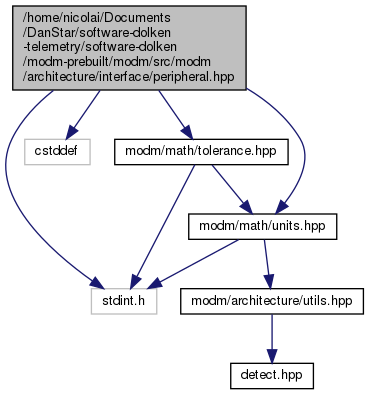 /home/nicolai/Documents
/DanStar/software-dolken
-telemetry/software-dolken
/modm-prebuilt/modm/src/modm
/architecture/interface/peripheral.hpp
cstddef
modm/math/tolerance.hpp
modm/math/units.hpp
stdint.h
modm/architecture/utils.hpp
detect.hpp